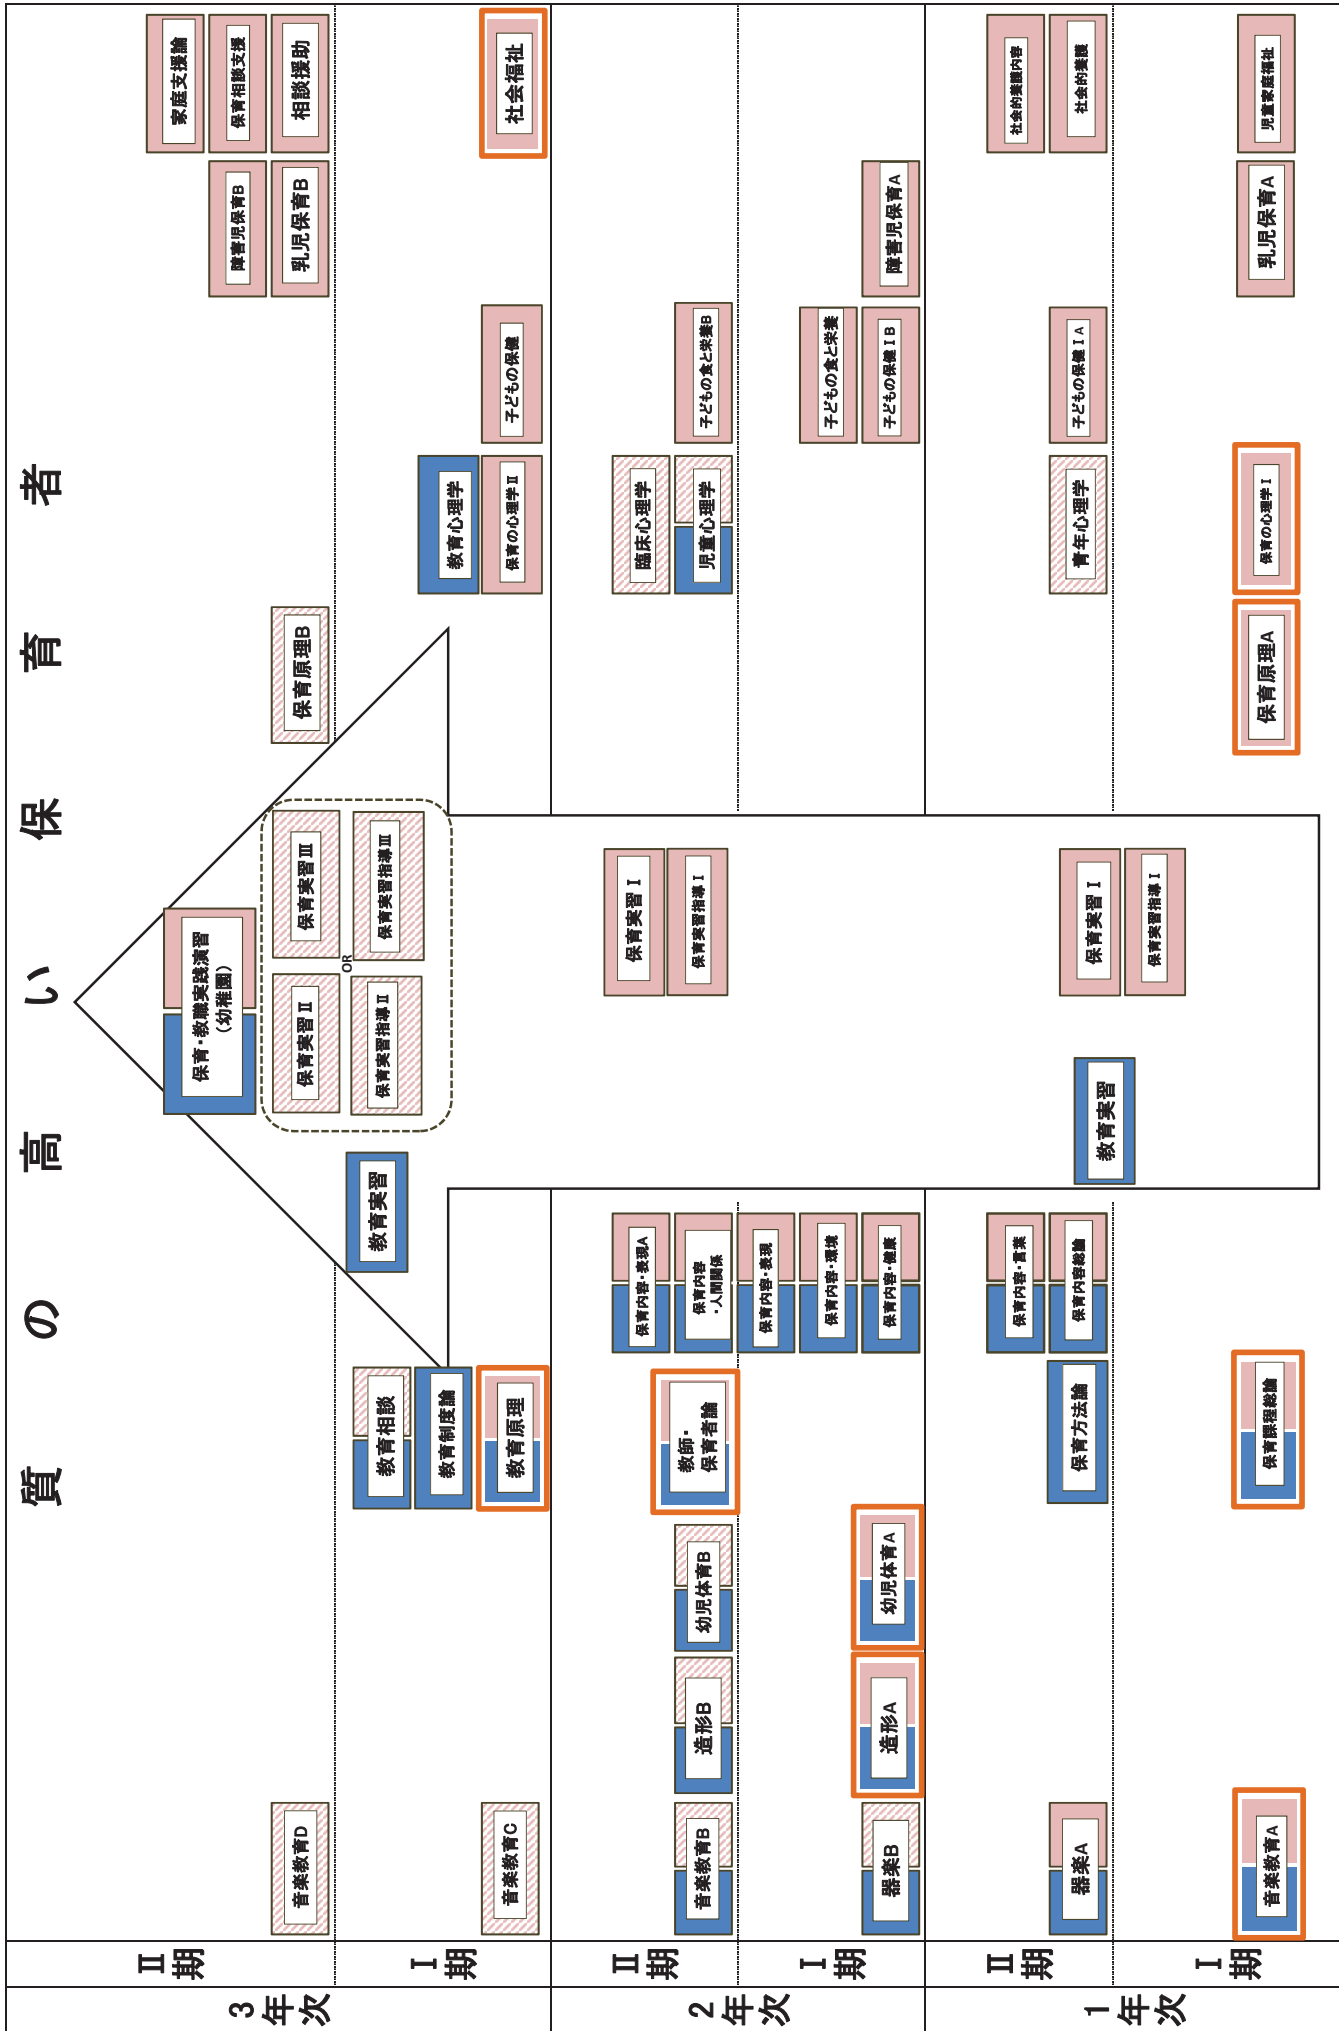 質の高い保育者
3年次
Ⅱ期
音楽教育D
保育・教職実践演習
（幼稚園）
保育実習Ⅱ
保育実習Ⅲ
保育原理B
障害児保育B
乳児保育B
家庭支援論
保育相談支援
相談援助
Ⅰ期
音楽教育C
教育相談
教育制度論
教育原理
教育実習
保育実習指導Ⅱ
OR
保育実習指導Ⅲ
教育心理学
保育の心理学Ⅱ
子どもの保健
社会福祉
2年次
Ⅱ期
音楽教育B
造形B
幼児体育B
教師・
保育者論
保育内容・表現A
保育内容
・人間関係
保育実習Ⅰ
保育実習指導Ⅰ
臨床心理学
児童心理学
子どもの食と栄養B
Ⅰ期
器楽B
造形A
幼児体育A
保育内容・表現
保育内容・環境
保育内容・健康
子どもの食と栄養
子どもの保健ⅠB
障害児保育A
1年次
Ⅱ期
器楽A
保育方法論
保育内容・言葉
保育内容総論
教育実習
保育実習Ⅰ
保育実習指導Ⅰ
青年心理学
子どもの保健ⅠA
社会的養護内容
社会的養護
Ⅰ期
音楽教育A
保育課程総論
保育原理A
保育の心理学Ⅰ
乳児保育A
児童家庭福祉